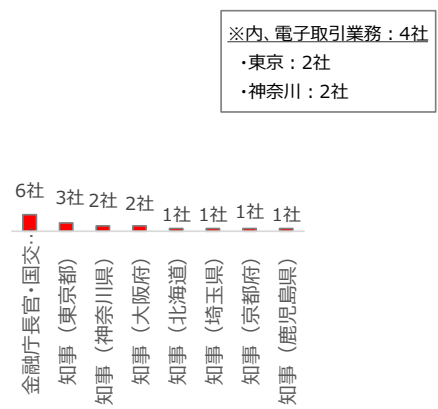 ※内、電子取引業務：4社
・東京：2社
・神奈川：2社
6社
3社
2社
2社
1社
1社
1社
1社
金融庁長官・国交…
知事（東京都）
知事（神奈川県）
知事（大阪府）
知事（北海道）
知事（埼玉県）
知事（京都府）
知事（鹿児島県）